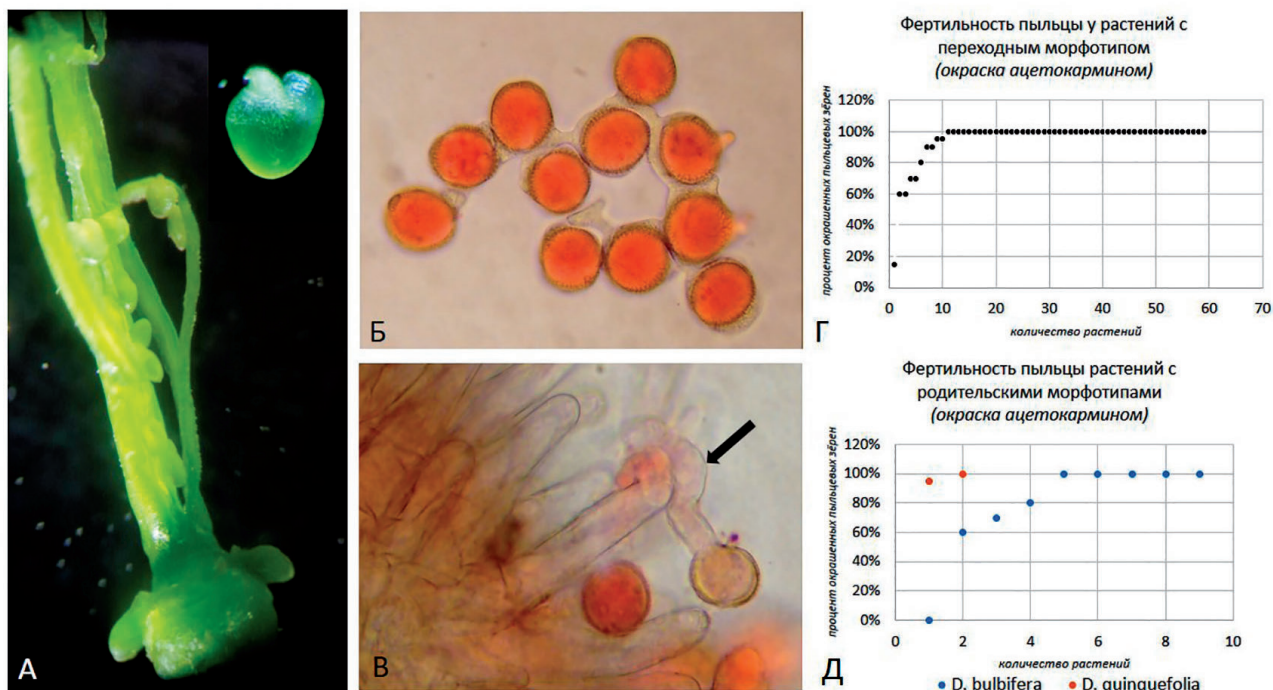 А
Б
В
Фертильность пыльцы у растений с
переходным морфотипом
(окраска ацетокармином)
процент окрашенных пыльцевых зёрен
120%
100%
80%
60%
40%
20%
0%
0 10 20 30 40 50 60 70
количество растений
Г
Фертильность пыльцы растений с
родительскими морфотипами
(окраска ацетокармином)
процент окрашенных пыльцевых зёрен
120%
100%
80%
60%
40%
20%
0%
0 2 4 6 8 10
количество растений
D. bulbifera D. quinquefolia
Д